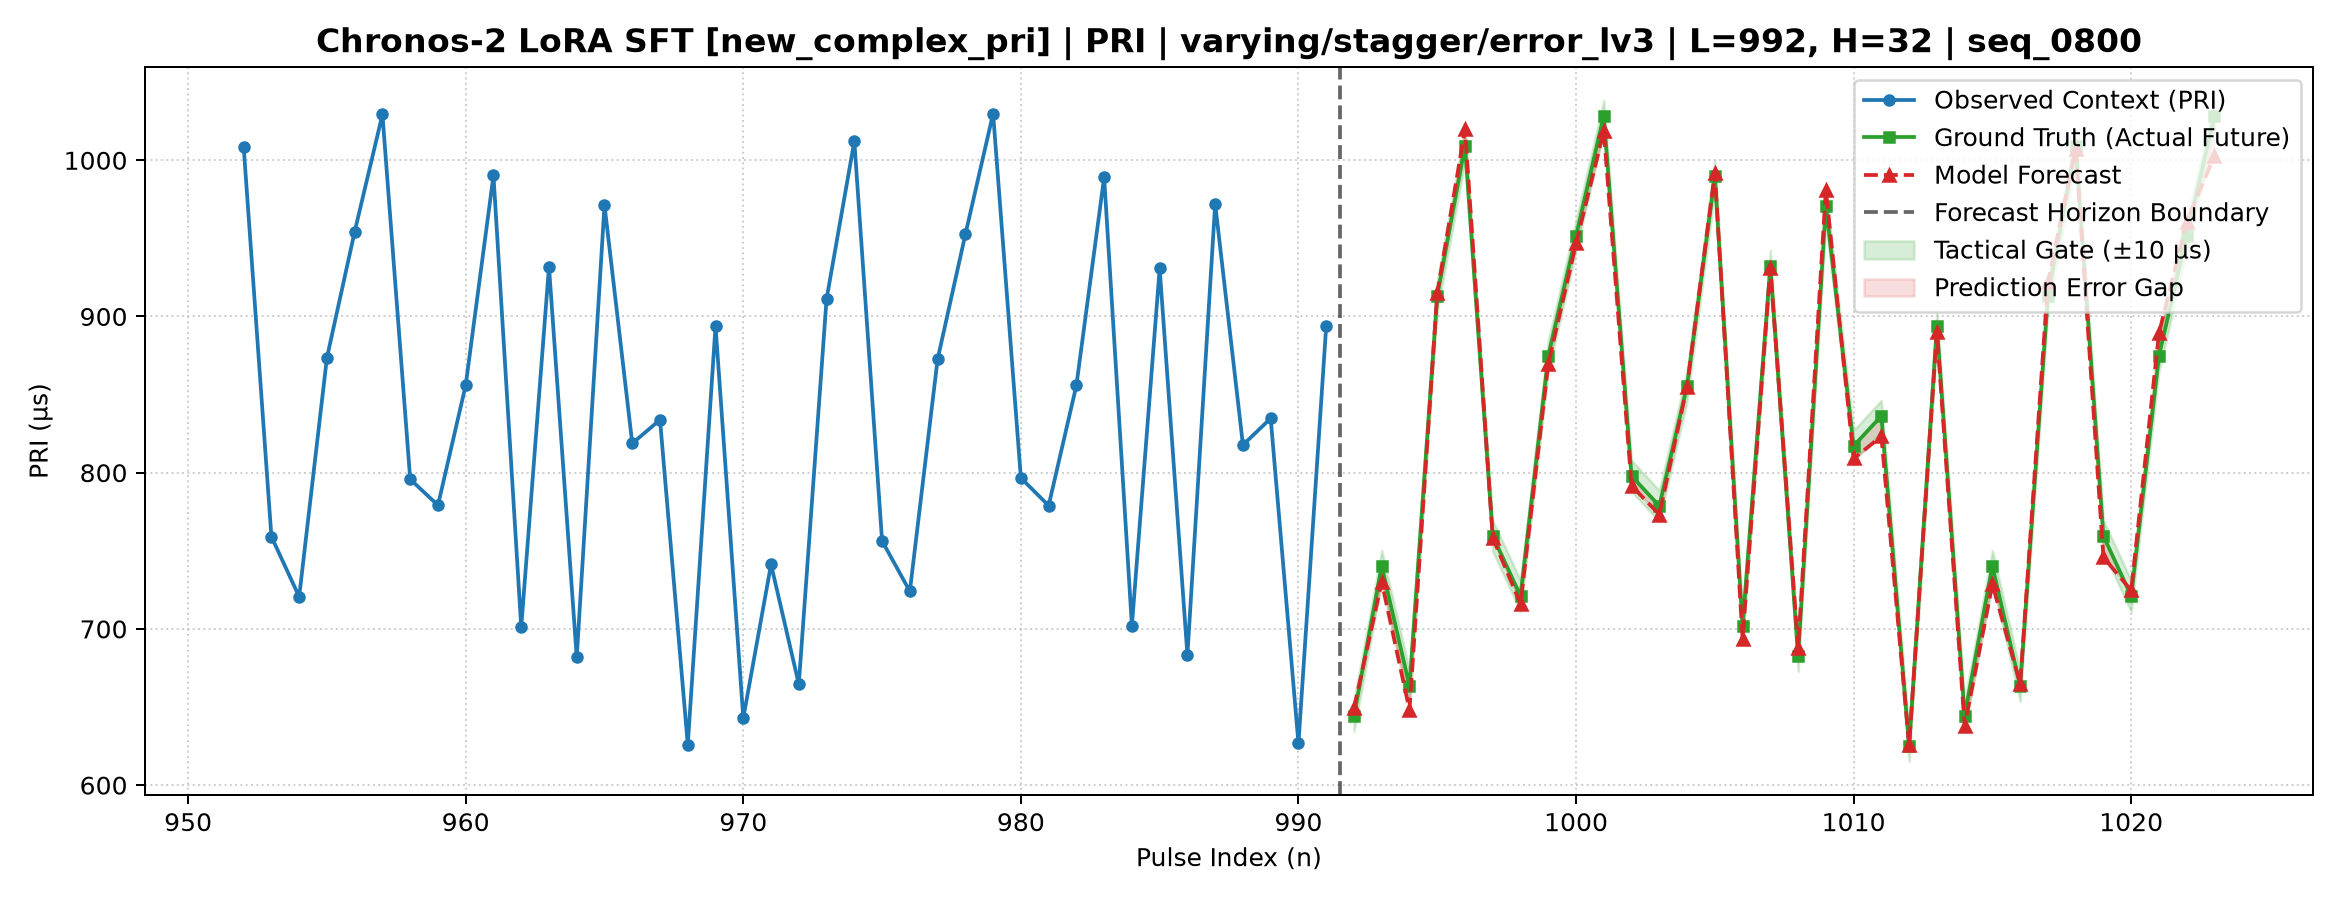 Chronos-2 LoRA SFT [new_complex_pri] | PRI | varying/stagger/error_lv3 | L=992, H=32 | seq_0800
Observed Context (PRI)
Ground Truth (Actual Future)
Model Forecast
Forecast Horizon Boundary
Tactical Gate (±10 µs)
Prediction Error Gap
PRI (µs)
1000
900
800
700
600
950
960
970
980
990
1000
1010
1020
Pulse Index (n)